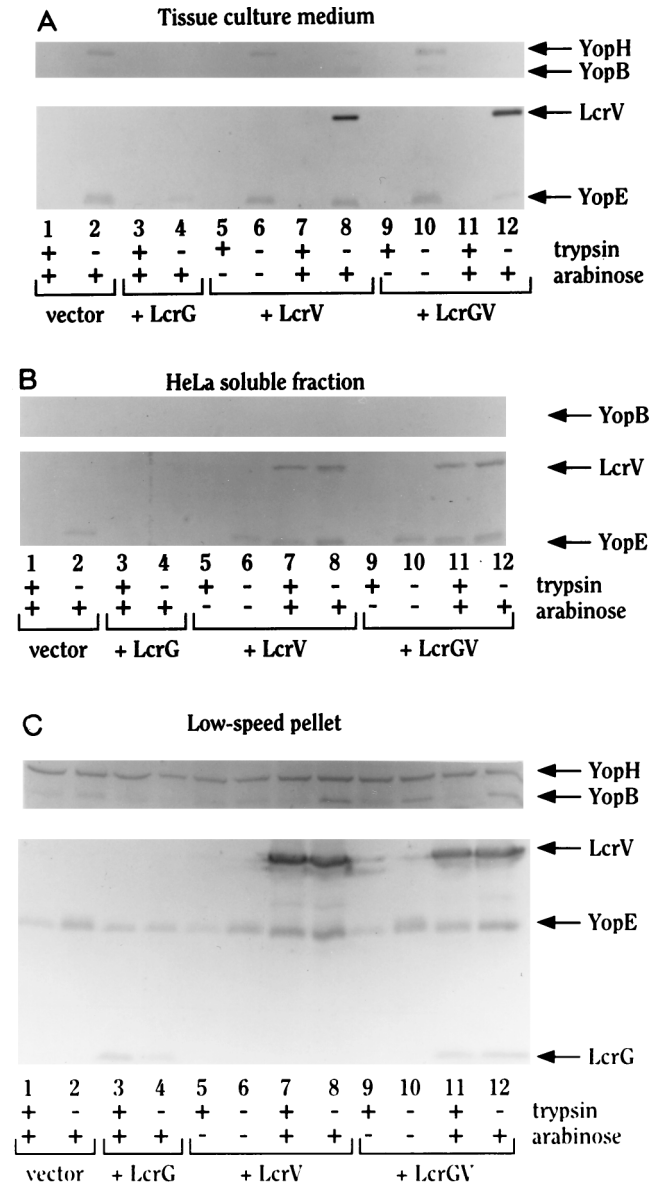 A Tissue culture medium
YopH
YopB
LcrV
YopE
1 2 3 4 5 6 7 8 9 10 11 12
+ - + - + - + - + - + - trypsin
+ + + + - - + + - - + + arabinose
vector + LcrG + LcrV + LcrGV
B HeLa soluble fraction
YopB
LcrV
YopE
1 2 3 4 5 6 7 8 9 10 11 12
+ - + - + - + - + - + - trypsin
+ + + + - - + + - - + + arabinose
vector + LcrG + LcrV + LcrGV
C Low-speed pellet
YopH
YopB
LcrV
YopE
LcrG
1 2 3 4 5 6 7 8 9 10 11 12
+ - + - + - + - + - + - trypsin
+ + + + - - + + - - + + arabinose
vector + LcrG + LcrV + LcrGV